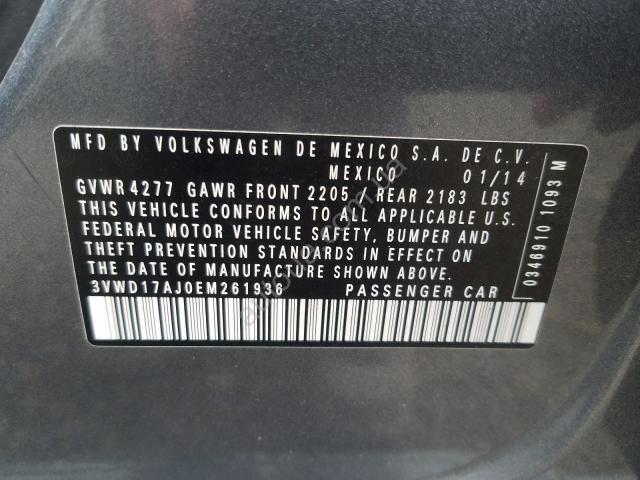 MFD BY VOLKSWAGEN DE MEXICO S.A. DE C.V.
MEXICO 01/14
GVWR 4277 GAWR FRONT 2205 REAR 2183 LBS
THIS VEHICLE CONFORMS TO ALL APPLICABLE U.S.
FEDERAL MOTOR VEHICLE SAFETY, BUMPER AND
THEFT PREVENTION STANDARDS IN EFFECT ON
THE DATE OF MANUFACTURE SHOWN ABOVE.
3VWD17AJ0EM261936 PASSENGER CAR
0346910 1093 M